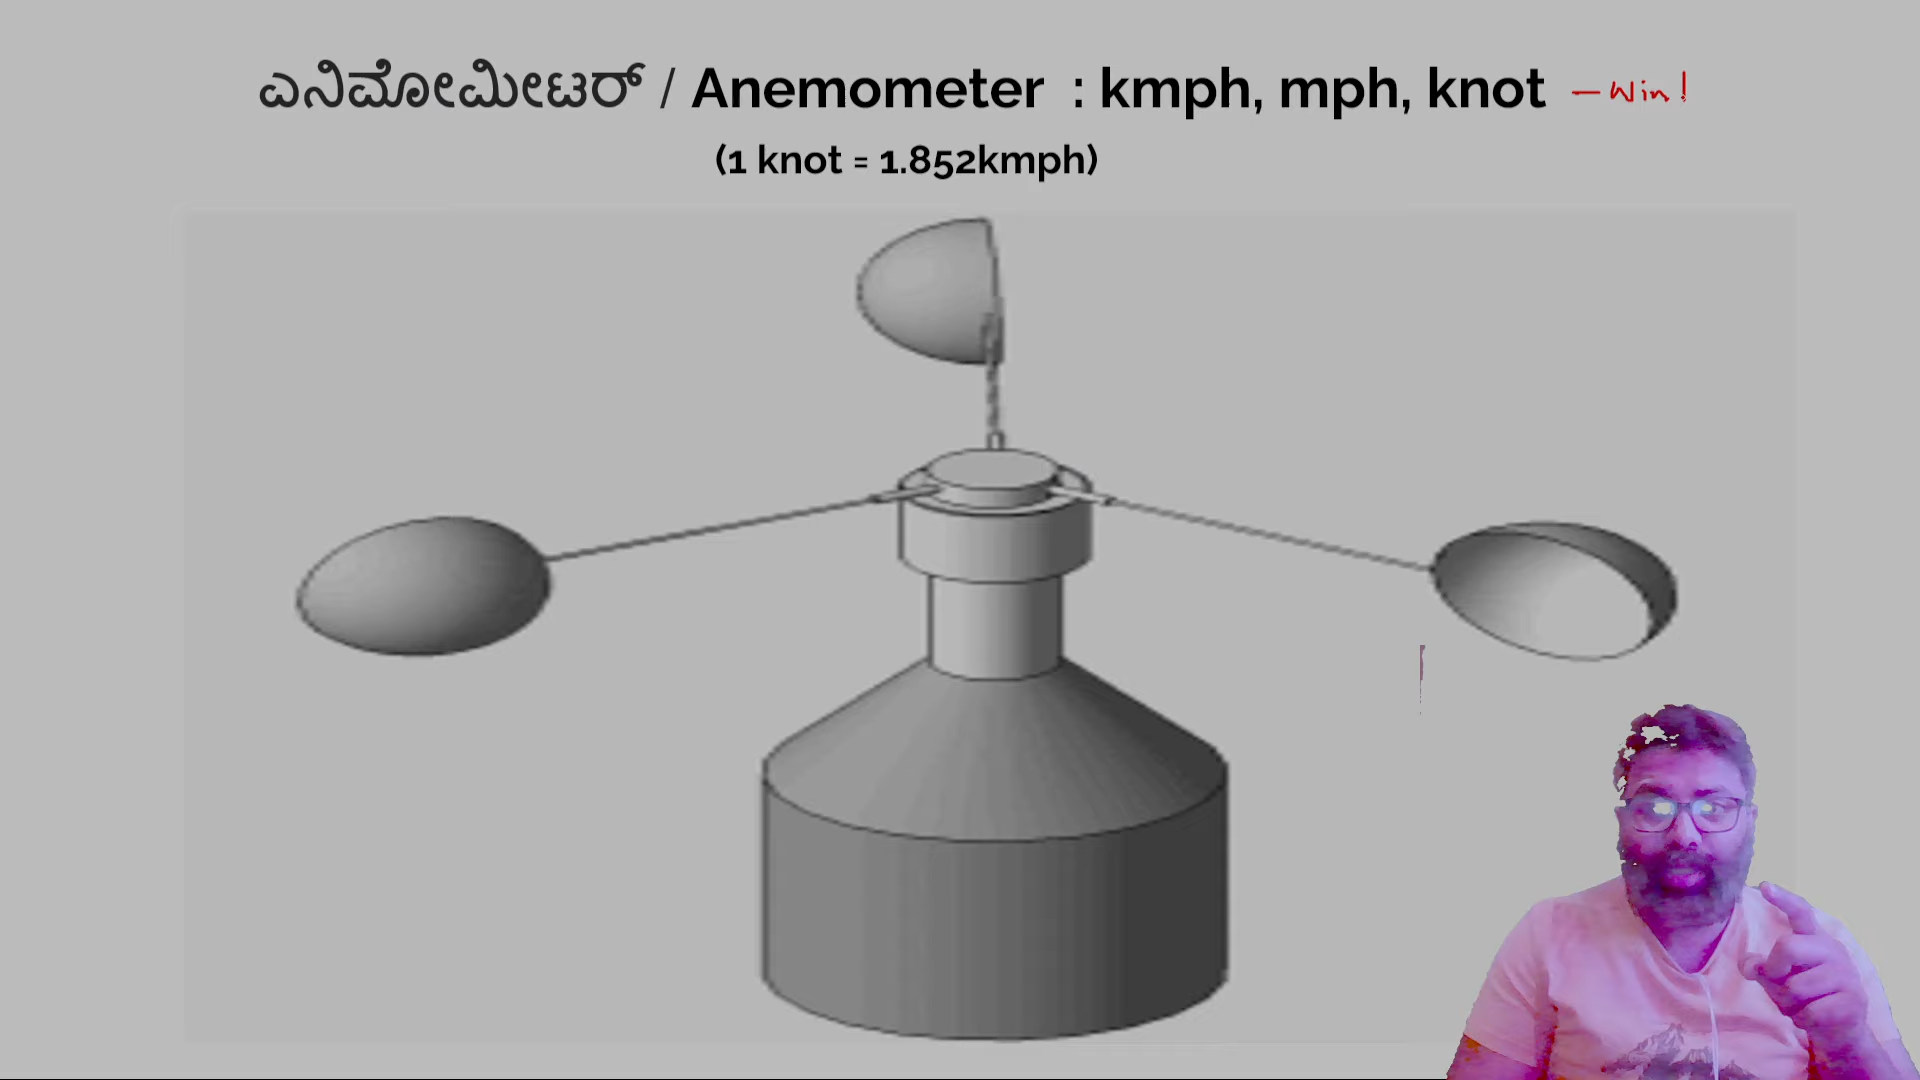 ಎನಿಮೋಮೀಟರ್ / Anemometer : kmph, mph, knot – Win!
(1 knot = 1.852kmph)